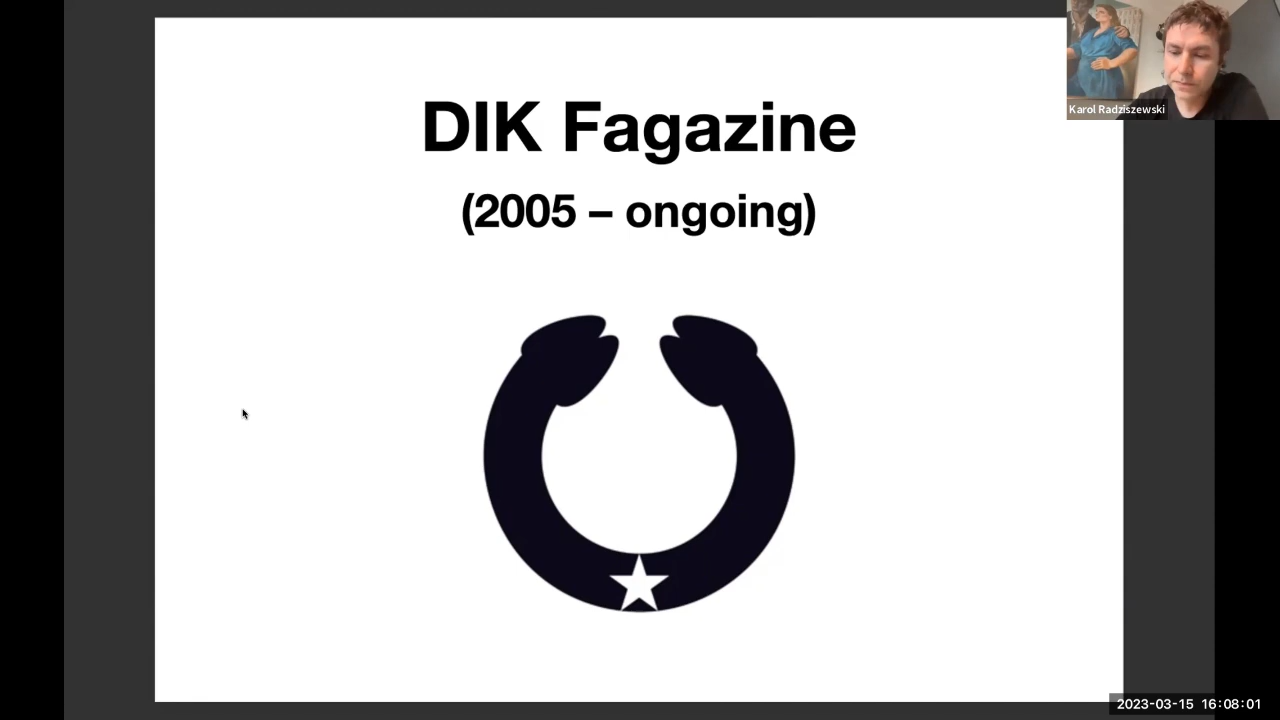 DIK Fagazine
(2005 – ongoing)
Karol Radziszewski
2023-03-15 16:08:01